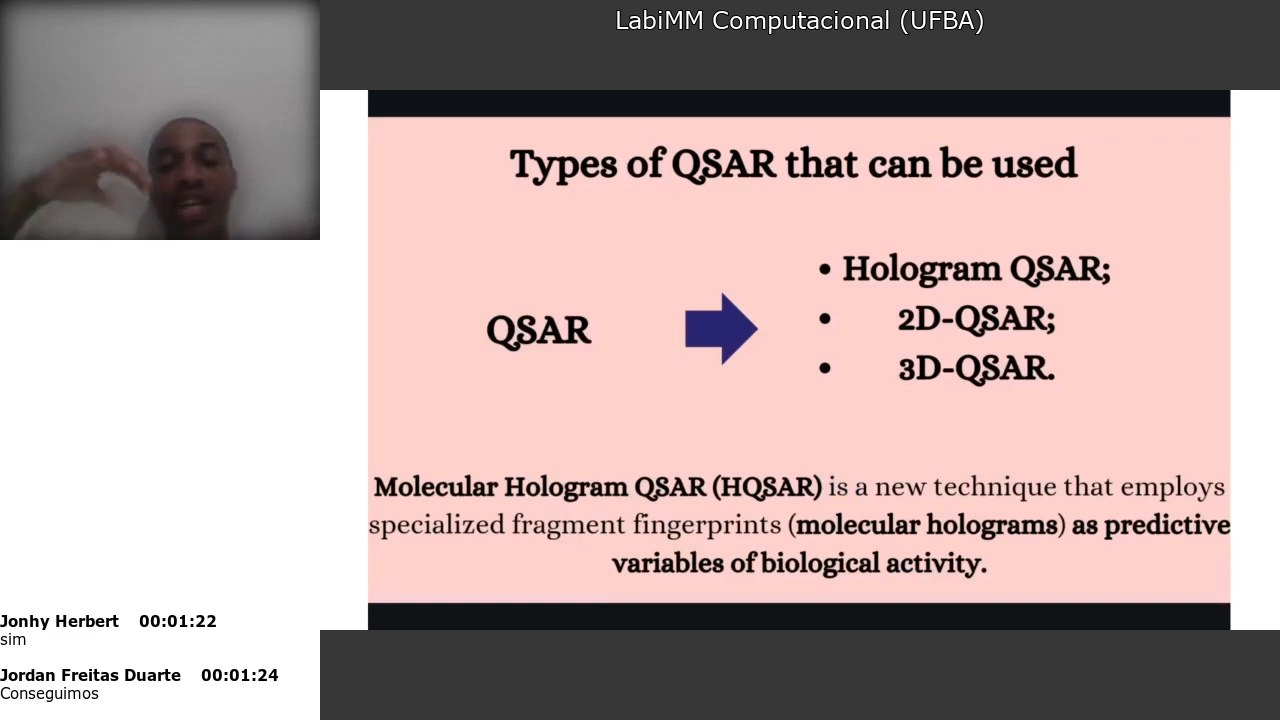 LabiMM Computacional (UFBA)
Types of QSAR that can be used
QSAR
• Hologram QSAR;
• 2D-QSAR;
• 3D-QSAR.
Molecular Hologram QSAR (HQSAR) is a new technique that employs
specialized fragment fingerprints (molecular holograms) as predictive
variables of biological activity.
Jonhy Herbert 00:01:22
sim
Jordan Freitas Duarte 00:01:24
Conseguimos